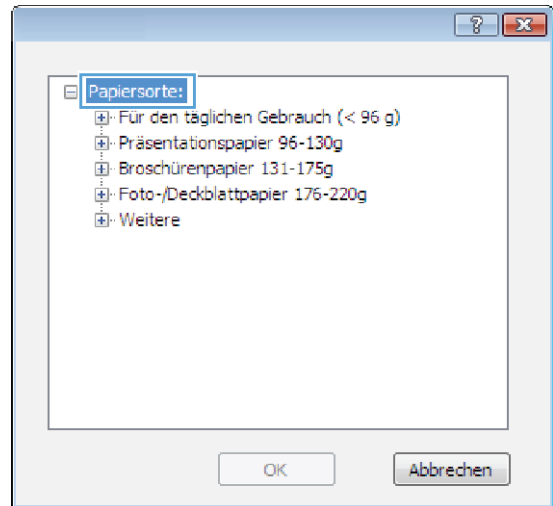 Papiersorte:
Für den täglichen Gebrauch (< 96 g)
Präsentationspapier 96-130g
Broschürenpapier 131-175g
Foto-/Deckblattpapier 176-220g
Weitere
OK
Abbrechen